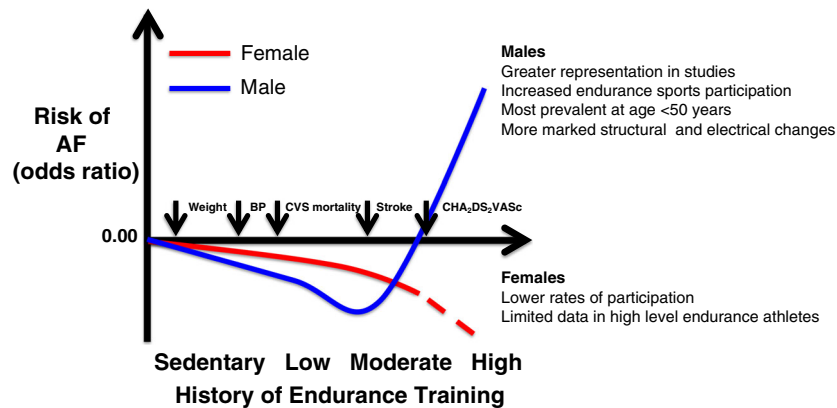 Female
Male
Risk of
AF
(odds ratio)
0.00
Weight
BP
CVS mortality
Stroke
CHA₂DS₂VASc
Males
Greater representation in studies
Increased endurance sports participation
Most prevalent at age <50 years
More marked structural and electrical changes
Females
Lower rates of participation
Limited data in high level endurance athletes
Sedentary Low Moderate High
History of Endurance Training